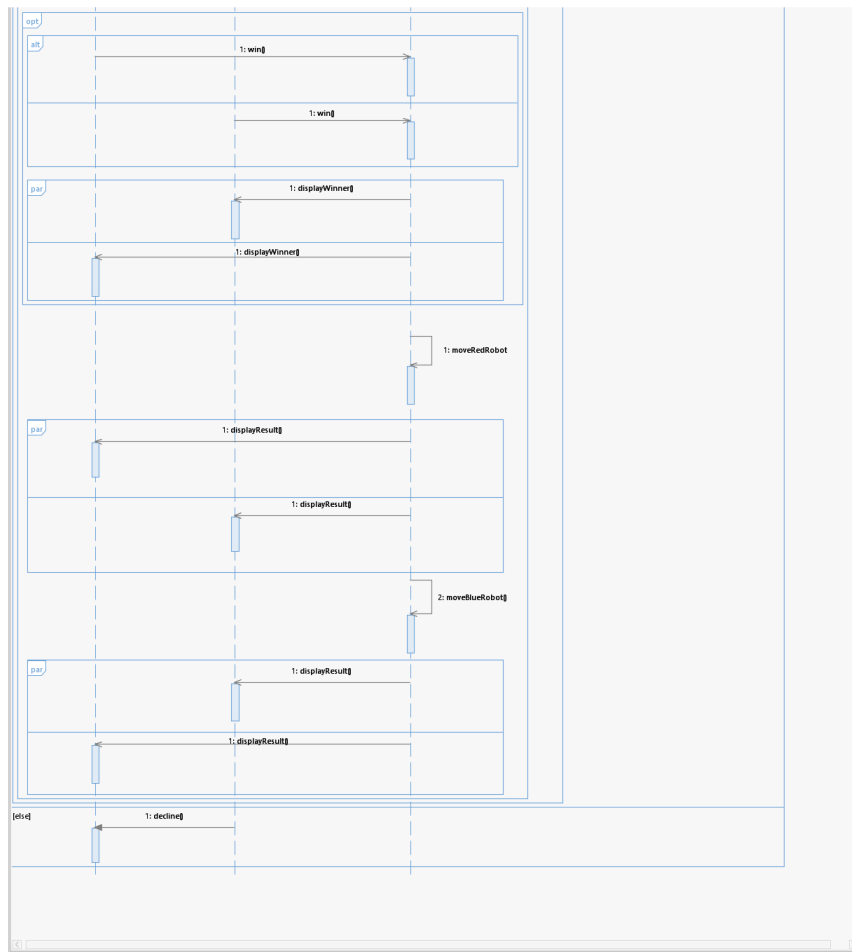 opt
alt
1: win()
1: win()
par
1: displayWinner()
1: displayWinner()
1: moveRedRobot
par
1: displayResult()
1: displayResult()
2: moveBlueRobot()
par
1: displayResult()
1: displayResult()
[else]
1: decline()